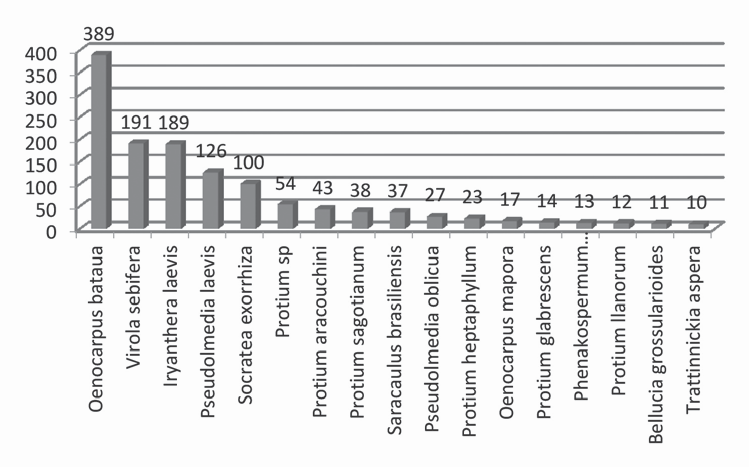 389
400
350
300
250
200
150
100
50
0
191
189
126
100
54
43
38
37
27
23
17
14
13
12
11
10
Oenocarpus bataua
Virola sebifera
Iryanthera laevis
Pseudolmedia laevis
Socratea exorrhiza
Protium sp
Protium aracouchini
Protium sagotianum
Saracaulus brasiliensis
Pseudolmedia oblicua
Protium heptaphyllum
Oenocarpus mapora
Protium glabrescens
Phenakospermum...
Protium llanorum
Bellucia grossularioides
Trattinnickia aspera